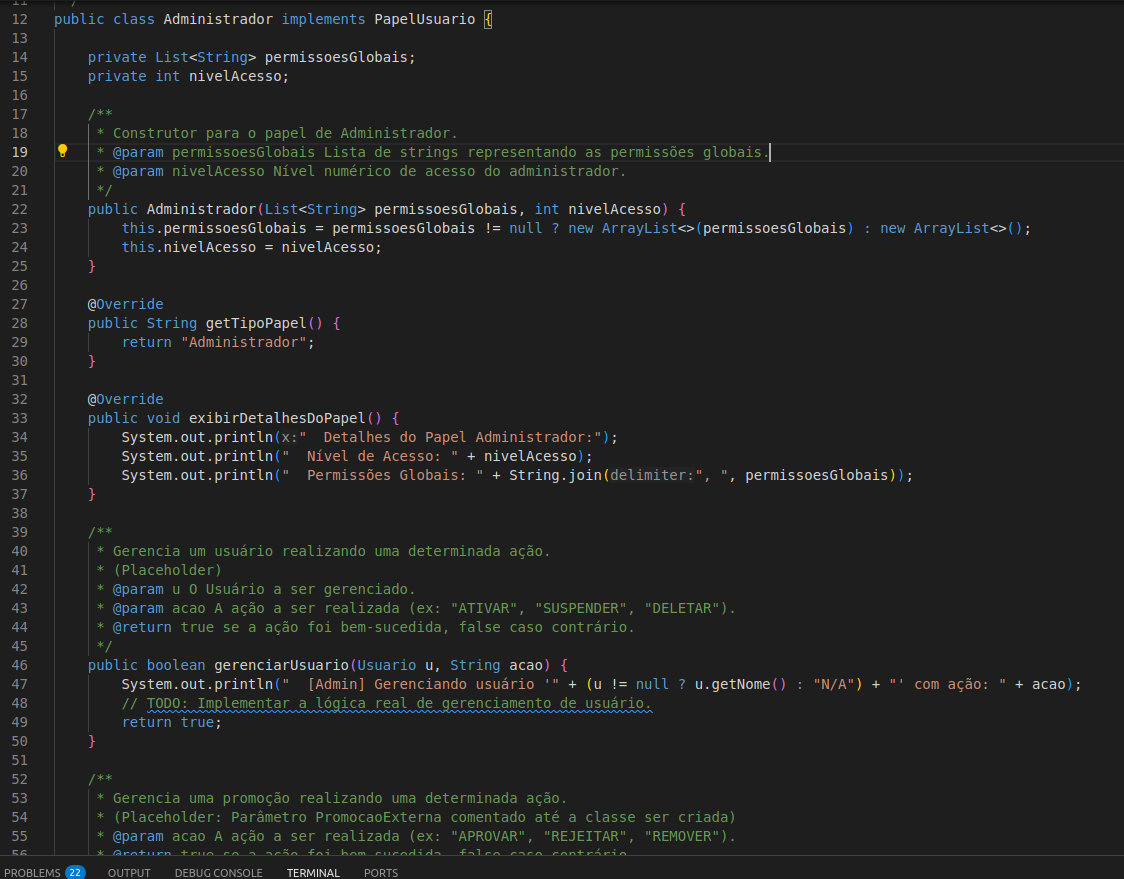 11 */
12 public class Administrador implements PapelUsuario {
13
14 private List<String> permissoesGlobais;
15 private int nivelAcesso;
16
17 /**
18 * Construtor para o papel de Administrador.
19 * @param permissoesGlobais Lista de strings representando as permissões globais.
20 * @param nivelAcesso Nível numérico de acesso do administrador.
21 */
22 public Administrador(List<String> permissoesGlobais, int nivelAcesso) {
23 this.permissoesGlobais = permissoesGlobais != null ? new ArrayList<>(permissoesGlobais) : new ArrayList<>();
24 this.nivelAcesso = nivelAcesso;
25 }
26
27 @Override
28 public String getTipoPapel() {
29 return "Administrador";
30 }
31
32 @Override
33 public void exibirDetalhesDoPapel() {
34 System.out.println(x:"  Detalhes do Papel Administrador:");
35 System.out.println("  Nível de Acesso: " + nivelAcesso);
36 System.out.println("  Permissões Globais: " + String.join(delimiter:", ", permissoesGlobais));
37 }
38
39 /**
40 * Gerencia um usuário realizando uma determinada ação.
41 * (Placeholder)
42 * @param u O Usuário a ser gerenciado.
43 * @param acao A ação a ser realizada (ex: "ATIVAR", "SUSPENDER", "DELETAR").
44 * @return true se a ação foi bem-sucedida, false caso contrário.
45 */
46 public boolean gerenciarUsuario(Usuario u, String acao) {
47 System.out.println("  [Admin] Gerenciando usuário '" + (u != null ? u.getNome() : "N/A") + "' com ação: " + acao);
48 // TODO: Implementar a lógica real de gerenciamento de usuário.
49 return true;
50 }
51
52 /**
53 * Gerencia uma promoção realizando uma determinada ação.
54 * (Placeholder: Parâmetro PromocaoExterna comentado até a classe ser criada)
55 * @param acao A ação a ser realizada (ex: "APROVAR", "REJEITAR", "REMOVER").
56 * @return true se a ação foi bem-sucedida, false caso contrário.
PROBLEMS 22 OUTPUT DEBUG CONSOLE TERMINAL PORTS